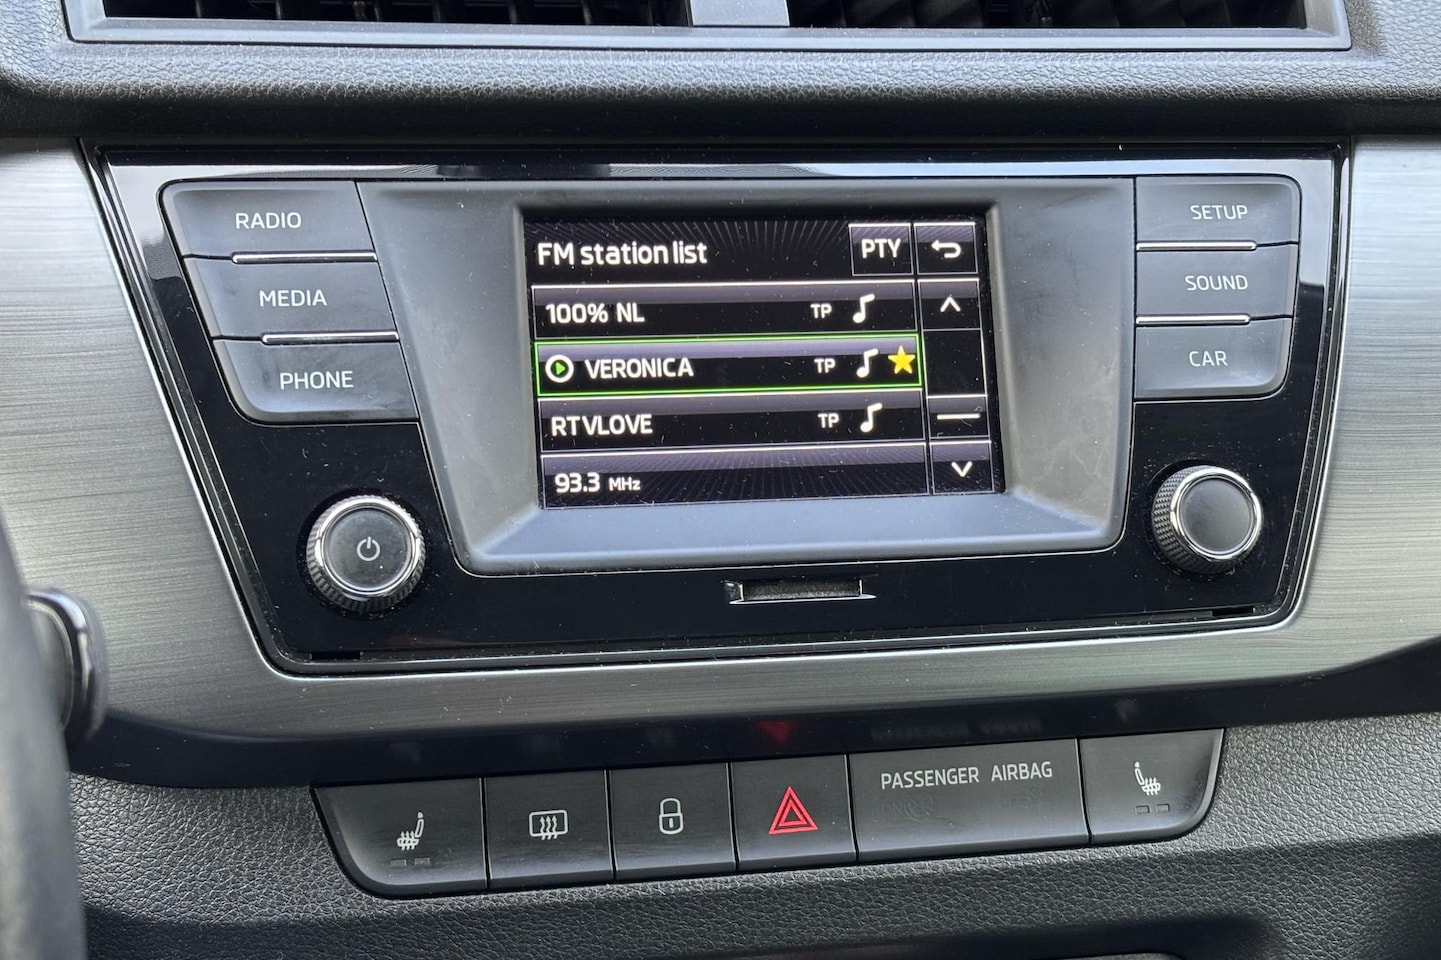 RADIO
MEDIA
PHONE
FM station list PTY
100% NL TP
VERONICA TP
RTVLOVE TP
93.3 MHz
SETUP
SOUND
CAR
PASSENGER AIRBAG